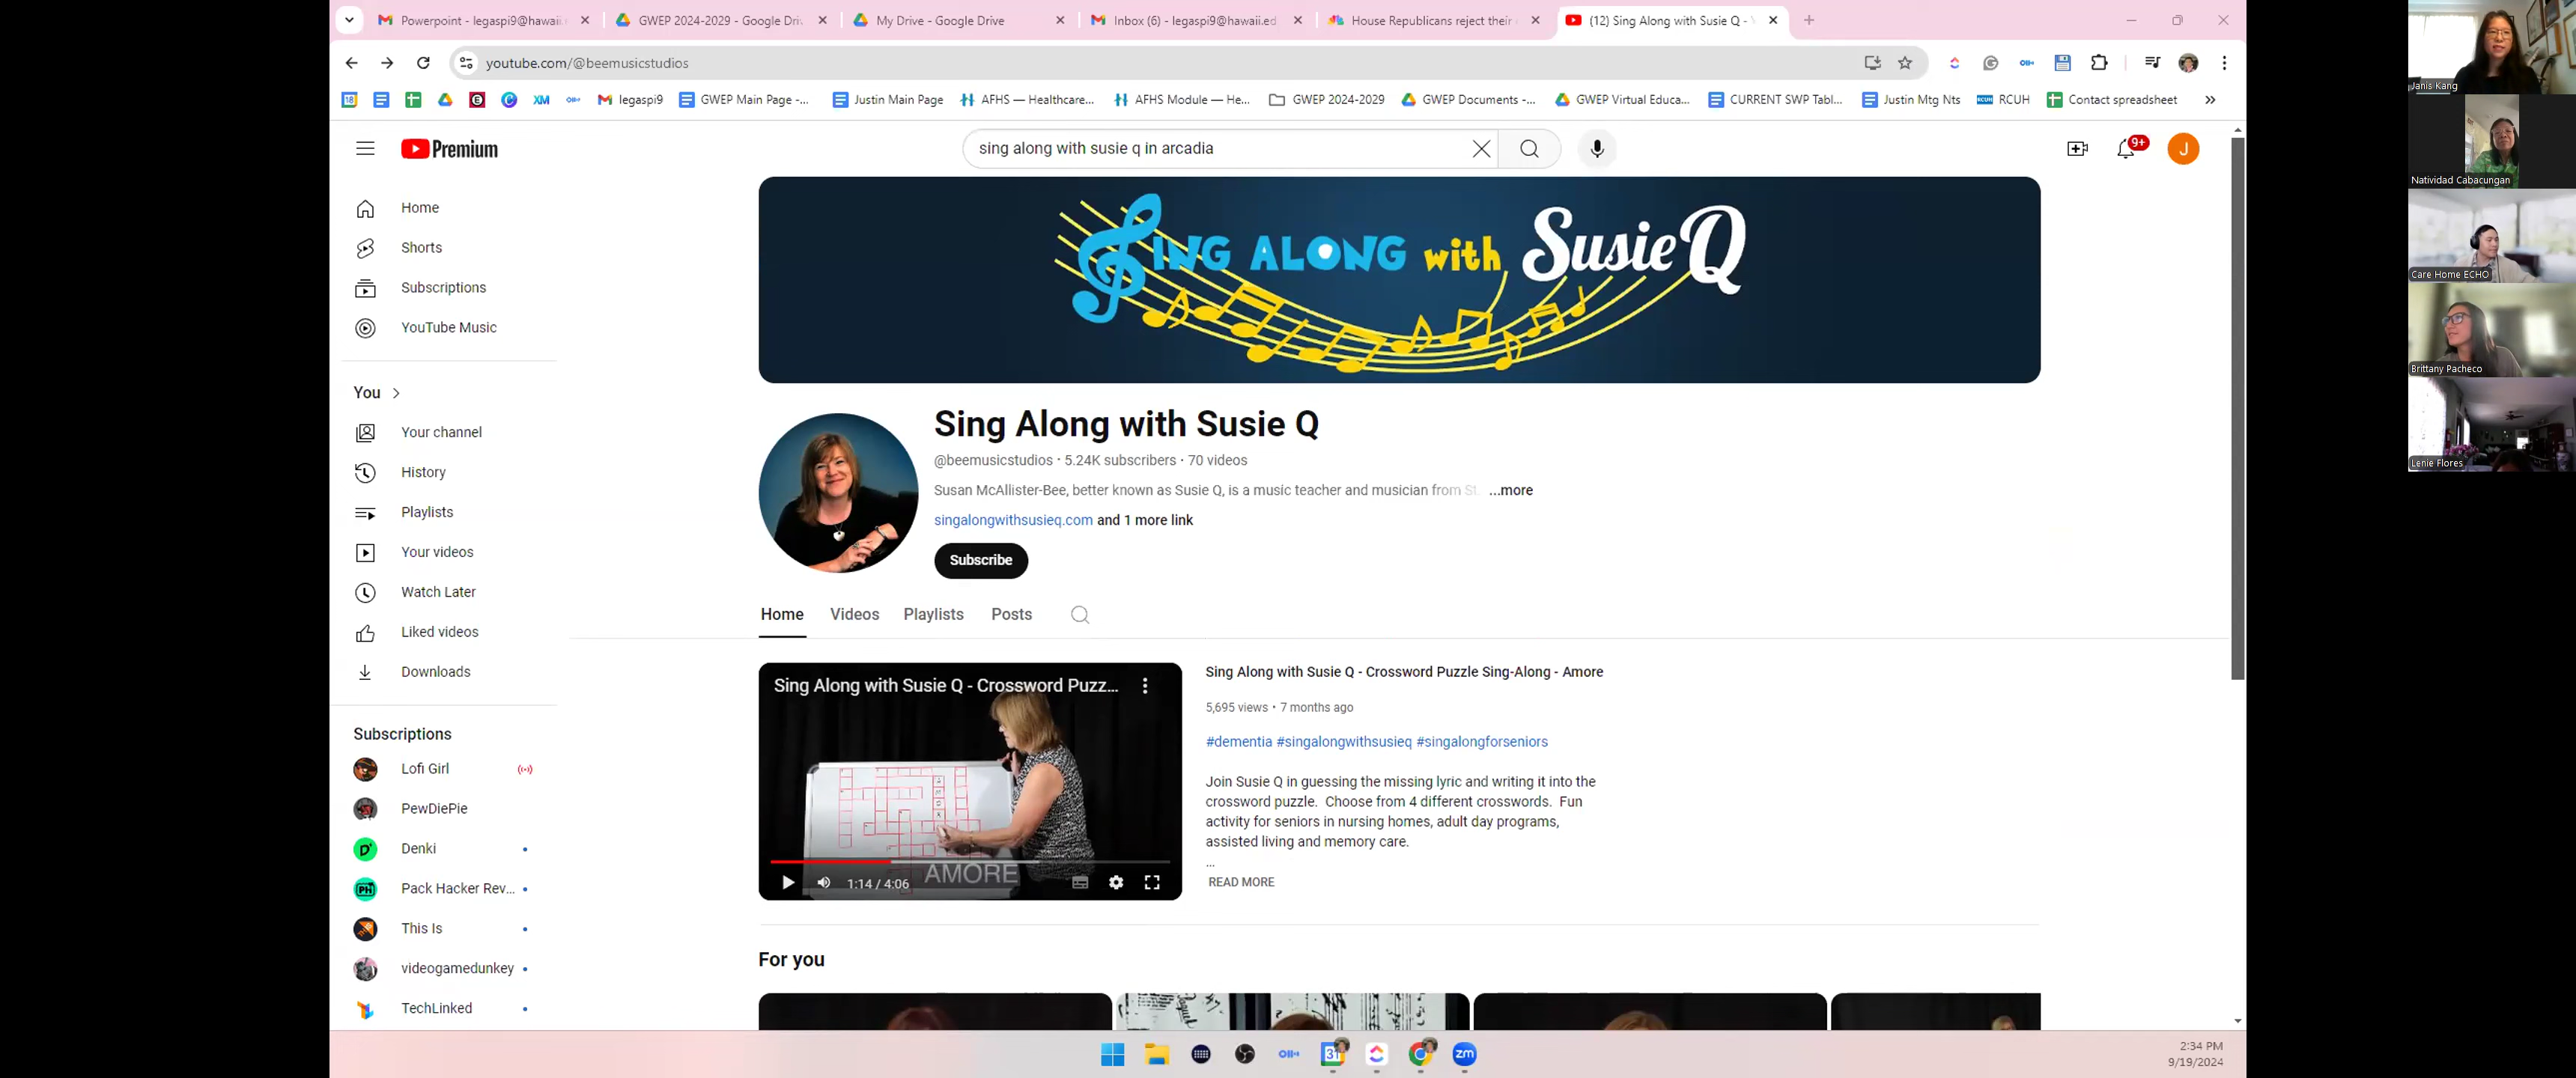 Powerpoint - legaspi9@hawaii.
GWEP 2024-2029 - Google Dri
My Drive - Google Drive
Inbox (6) - legaspi9@hawaii.ed
House Republicans reject their
(12) Sing Along with Susie Q -
youtube.com/@beemusicstudios
legaspi9
GWEP Main Page -...
Justin Main Page
AFHS — Healthcare...
AFHS Module — He...
GWEP 2024-2029
GWEP Documents -...
GWEP Virtual Educa...
CURRENT SWP Tabl...
Justin Mtg Nts
RCUH
RCUH
Contact spreadsheet
Premium
sing along with susie q in arcadia
9+
J
Home
Shorts
Subscriptions
YouTube Music
You
Your channel
History
Playlists
Your videos
Watch Later
Liked videos
Downloads
Subscriptions
Lofi Girl
PewDiePie
Denki
Pack Hacker Rev...
This Is
videogamedunkey
TechLinked
SING ALONG with Susie Q
Sing Along with Susie Q
@beemusicstudios · 5.24K subscribers · 70 videos
Susan McAllister-Bee, better known as Susie Q, is a music teacher and musician from St. ...more
singalongwithsusieq.com and 1 more link
Subscribe
Home Videos Playlists Posts
Sing Along with Susie Q - Crossword Puzz...
AMORE
1:14 / 4:06
Sing Along with Susie Q - Crossword Puzzle Sing-Along - Amore
5,695 views · 7 months ago
#dementia #singalongwithsusieq #singalongforseniors
Join Susie Q in guessing the missing lyric and writing it into the
crossword puzzle. Choose from 4 different crosswords. Fun
activity for seniors in nursing homes, adult day programs,
assisted living and memory care.
...
READ MORE
For you
31
zm
2:34 PM
9/19/2024
Janis Kang
Natividad Cabacungan
Care Home ECHO
Brittany Pacheco
Lenie Flores